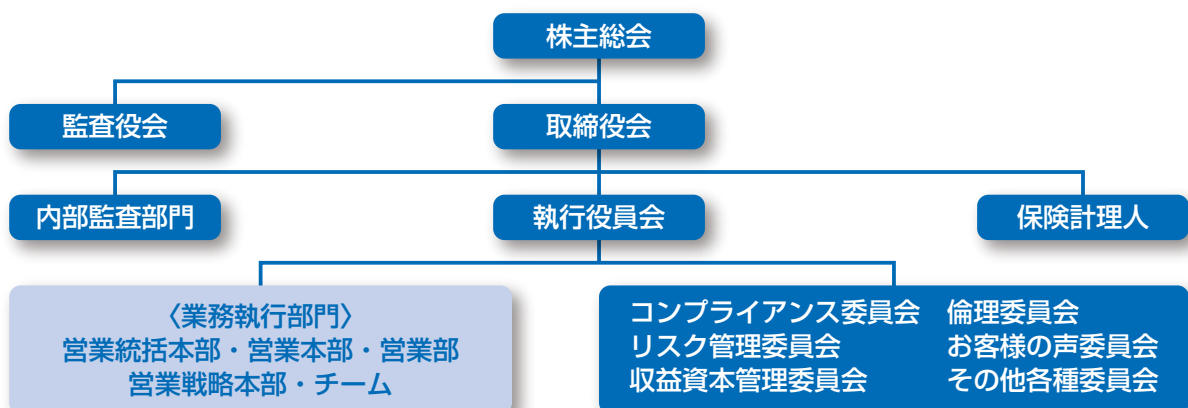 株主総会
監査役会
取締役会
内部監査部門
執行役員会
保険計理人
〈業務執行部門〉
営業統括本部・営業本部・営業部
営業戦略本部・チーム
コンプライアンス委員会 倫理委員会
リスク管理委員会 お客様の声委員会
収益資本管理委員会 その他各種委員会